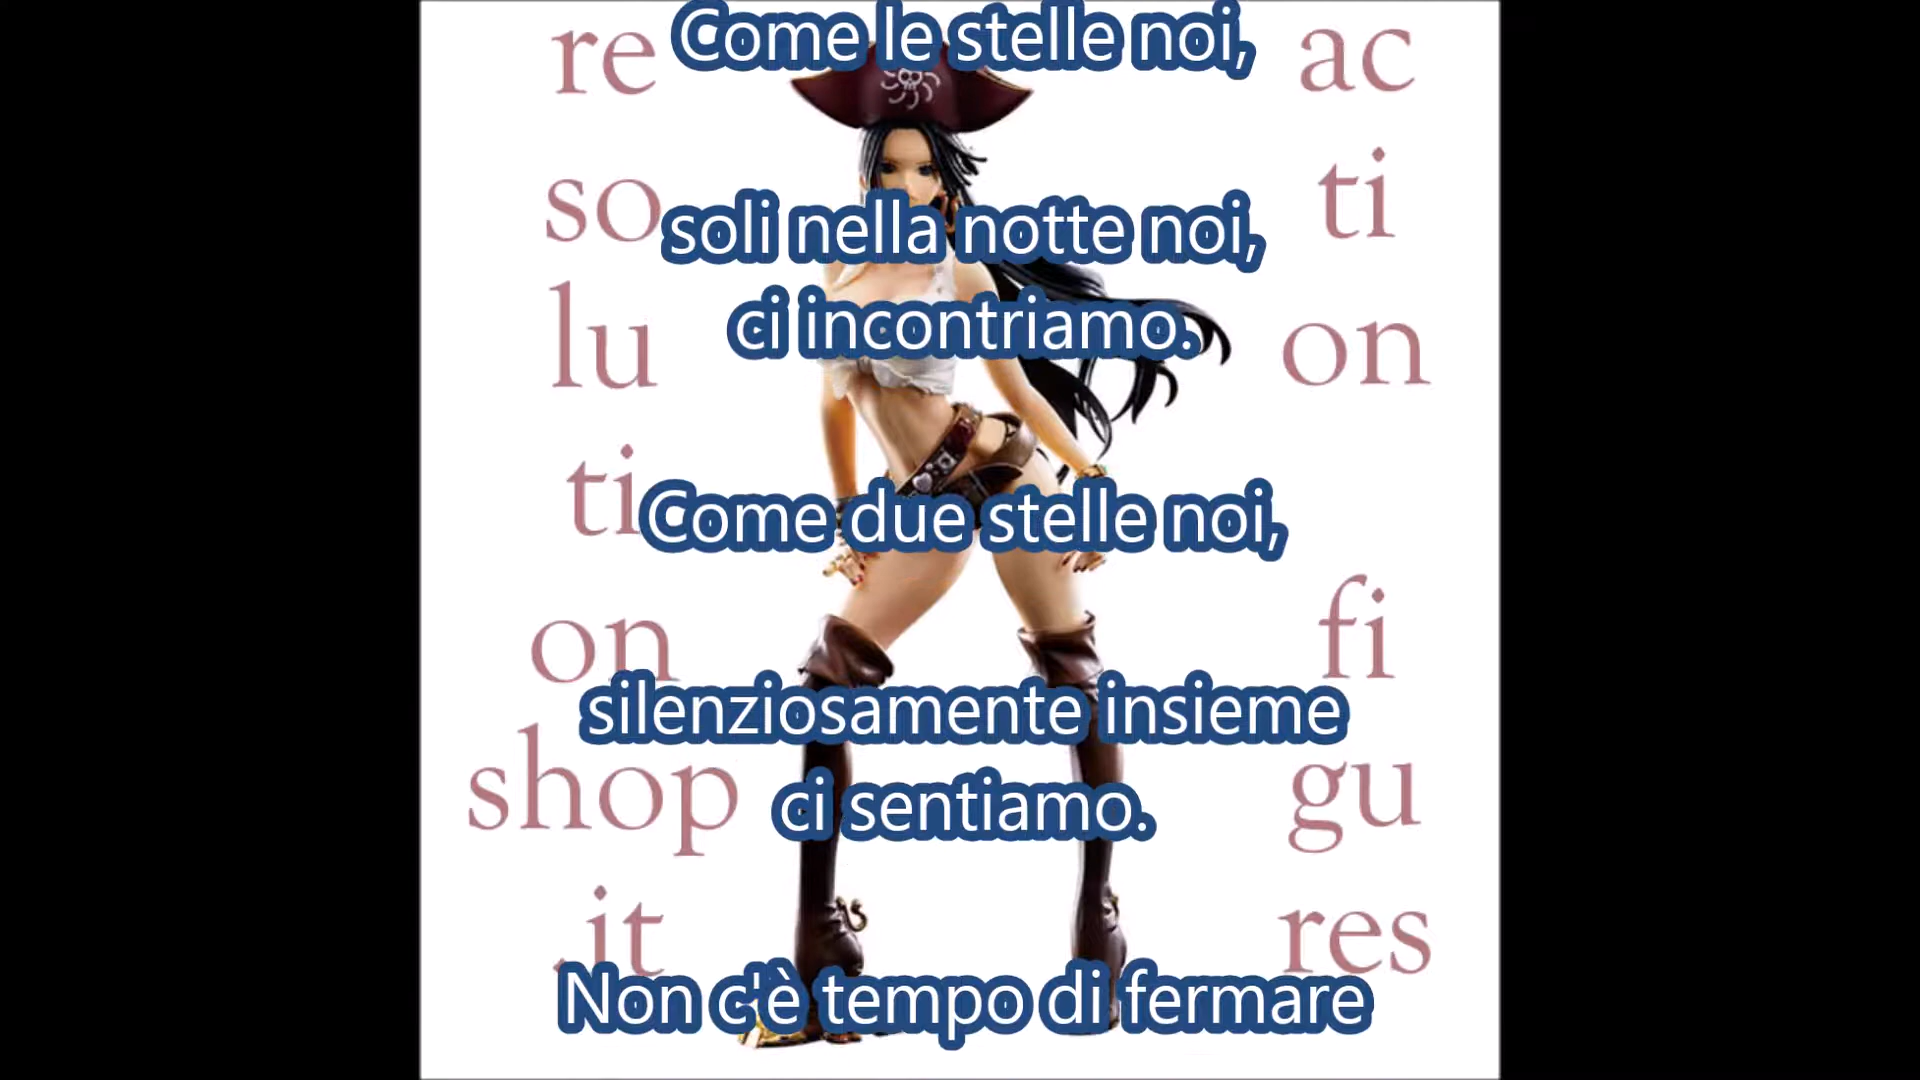 Come le stelle noi,
soli nella notte noi,
ci incontriamo.
Come due stelle noi,
silenziosamente insieme
ci sentiamo.
Non c'è tempo di fermare
re
so
lu
ti
on
shop
.it
ac
ti
on
fi
gu
res